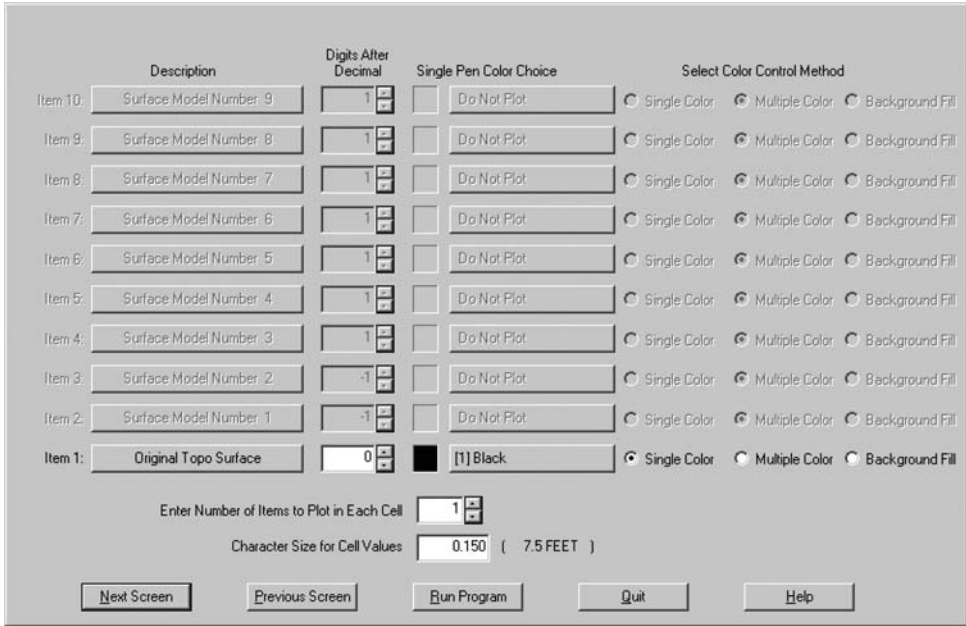 Digits After
Description Decimal Single Pen Color Choice Select Color Control Method
Item 10: Surface Model Number 9 1 Do Not Plot Single Color Multiple Color Background Fill
Item 9: Surface Model Number 8 1 Do Not Plot Single Color Multiple Color Background Fill
Item 8: Surface Model Number 7 1 Do Not Plot Single Color Multiple Color Background Fill
Item 7: Surface Model Number 6 1 Do Not Plot Single Color Multiple Color Background Fill
Item 6: Surface Model Number 5 1 Do Not Plot Single Color Multiple Color Background Fill
Item 5: Surface Model Number 4 1 Do Not Plot Single Color Multiple Color Background Fill
Item 4: Surface Model Number 3 1 Do Not Plot Single Color Multiple Color Background Fill
Item 3: Surface Model Number 2 -1 Do Not Plot Single Color Multiple Color Background Fill
Item 2: Surface Model Number 1 -1 Do Not Plot Single Color Multiple Color Background Fill
Item 1: Original Topo Surface 0 [1] Black Single Color Multiple Color Background Fill
Enter Number of Items to Plot in Each Cell 1
Character Size for Cell Values 0.150 ( 7.5 FEET )
Next Screen Previous Screen Run Program Quit Help